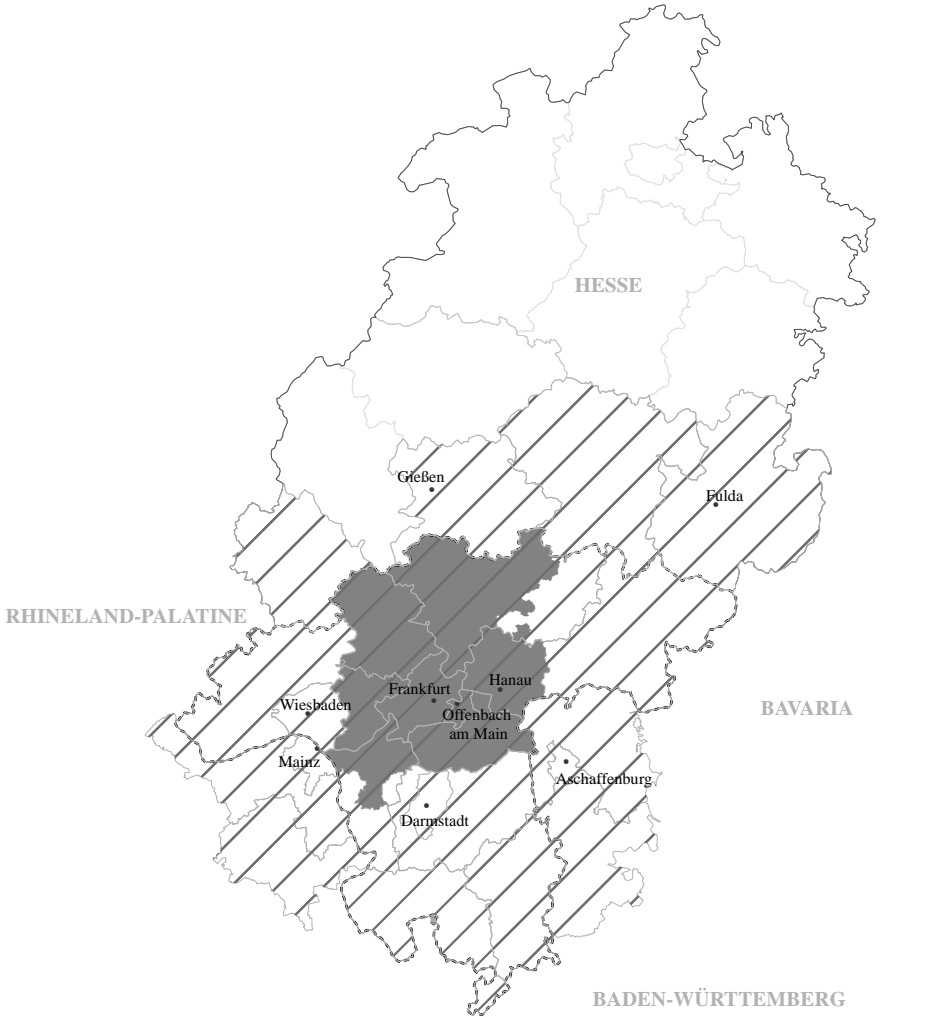 HESSE
Gießen
Fulda
RHINELAND-PALATINE
Hanau
Frankfurt
Wiesbaden
Offenbach
am Main
BAVARIA
Mainz
Aschaffenburg
Darmstadt
BADEN-WÜRTTEMBERG